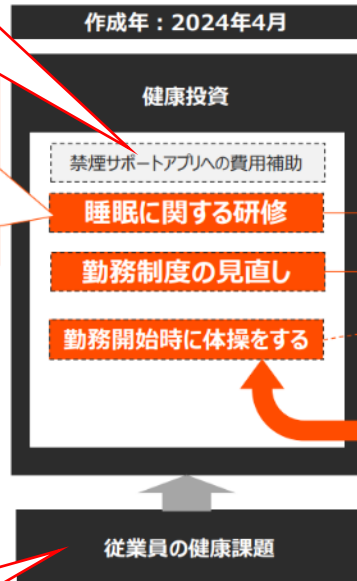 作成年：2024年4月
健康投資
禁煙サポートアプリへの費用補助
睡眠に関する研修
勤務制度の見直し
勤務開始時に体操をする
従業員の健康課題